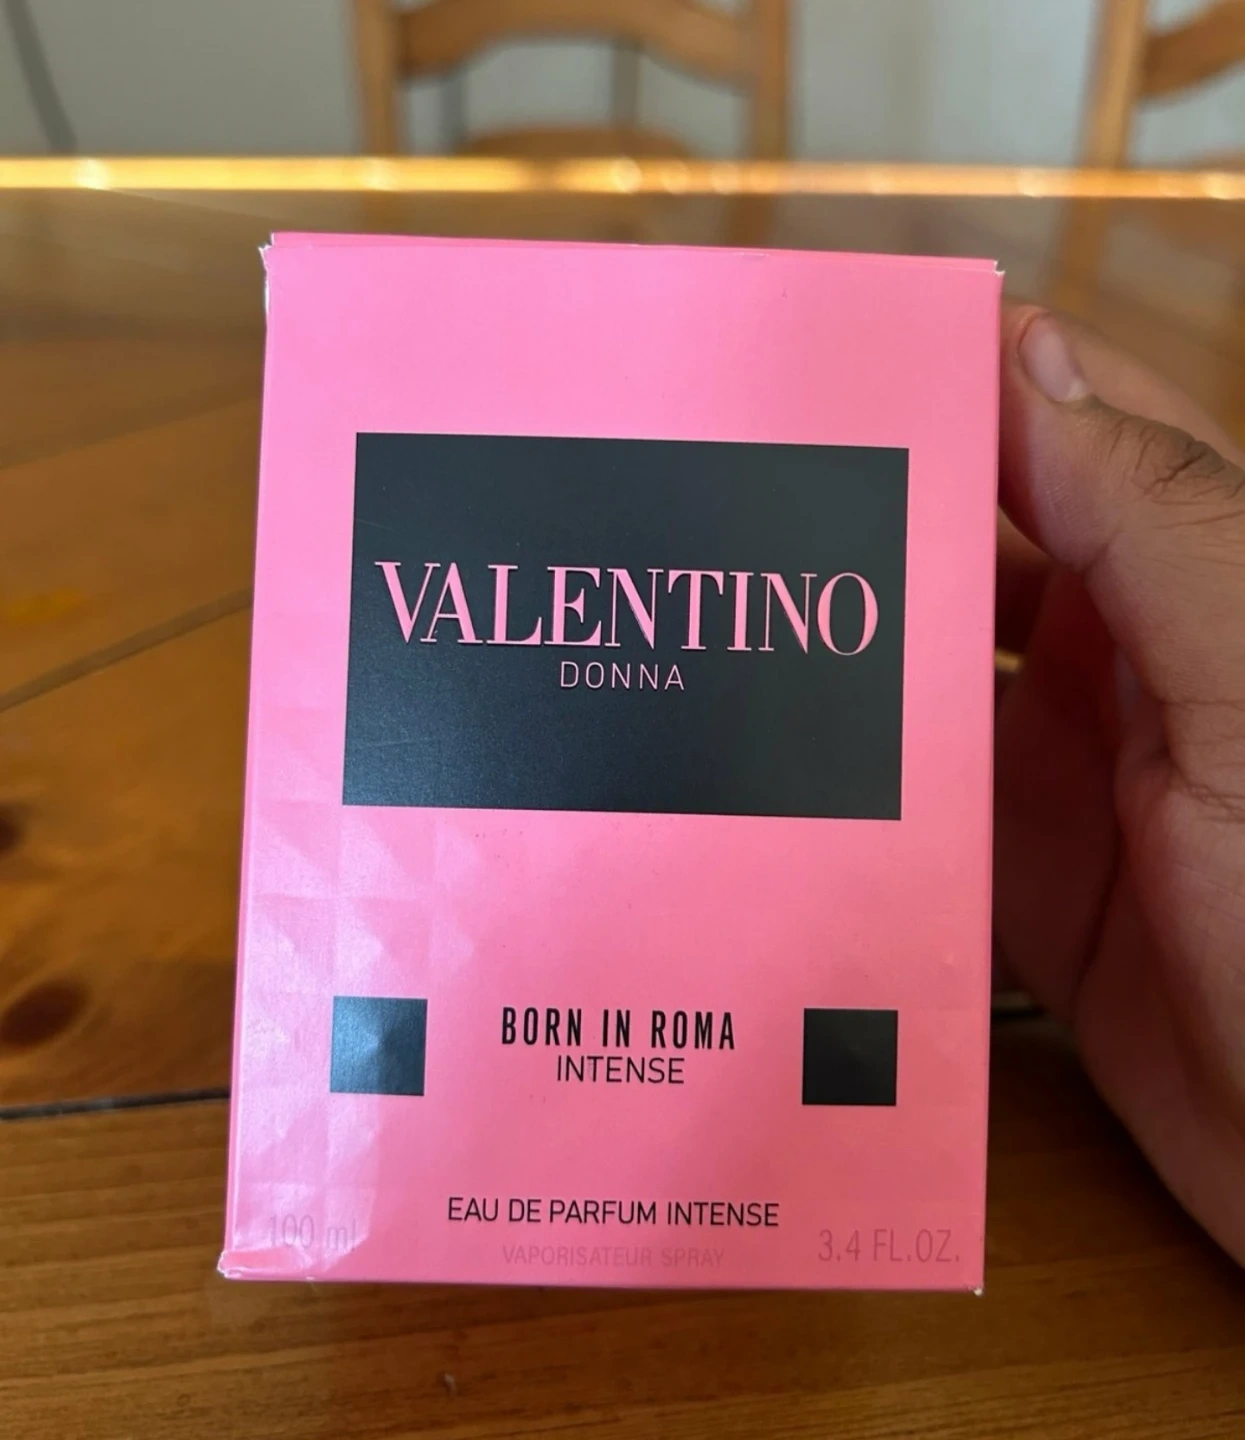 VALENTINO
DONNA
BORN IN ROMA
INTENSE
EAU DE PARFUM INTENSE
100 ml
VAPORISATEUR SPRAY
3.4 FL.OZ.